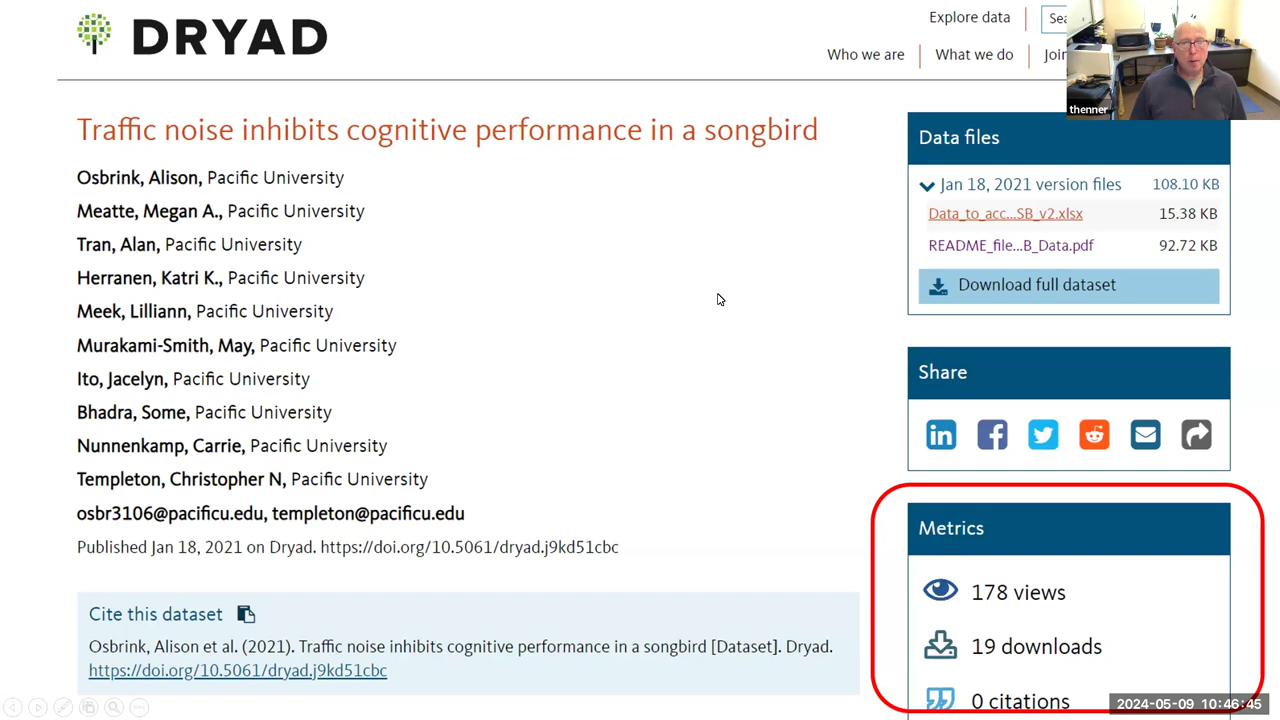 DRYAD
Explore data
Sea
Who we are
What we do
Join
thenner
Traffic noise inhibits cognitive performance in a songbird
Osbrink, Alison, Pacific University
Meatte, Megan A., Pacific University
Tran, Alan, Pacific University
Herranen, Katri K., Pacific University
Meek, Lilliann, Pacific University
Murakami-Smith, May, Pacific University
Ito, Jacelyn, Pacific University
Bhadra, Some, Pacific University
Nunnenkamp, Carrie, Pacific University
Templeton, Christopher N, Pacific University
osbr3106@pacificu.edu, templeton@pacificu.edu
Published Jan 18, 2021 on Dryad. https://doi.org/10.5061/dryad.j9kd51cbc
Cite this dataset
Osbrink, Alison et al. (2021). Traffic noise inhibits cognitive performance in a songbird [Dataset]. Dryad.
https://doi.org/10.5061/dryad.j9kd51cbc
Data files
Jan 18, 2021 version files 108.10 KB
Data_to_acc...SB_v2.xlsx 15.38 KB
README_file...B_Data.pdf 92.72 KB
Download full dataset
Share
Metrics
178 views
19 downloads
0 citations
2024-05-09 10:46:45